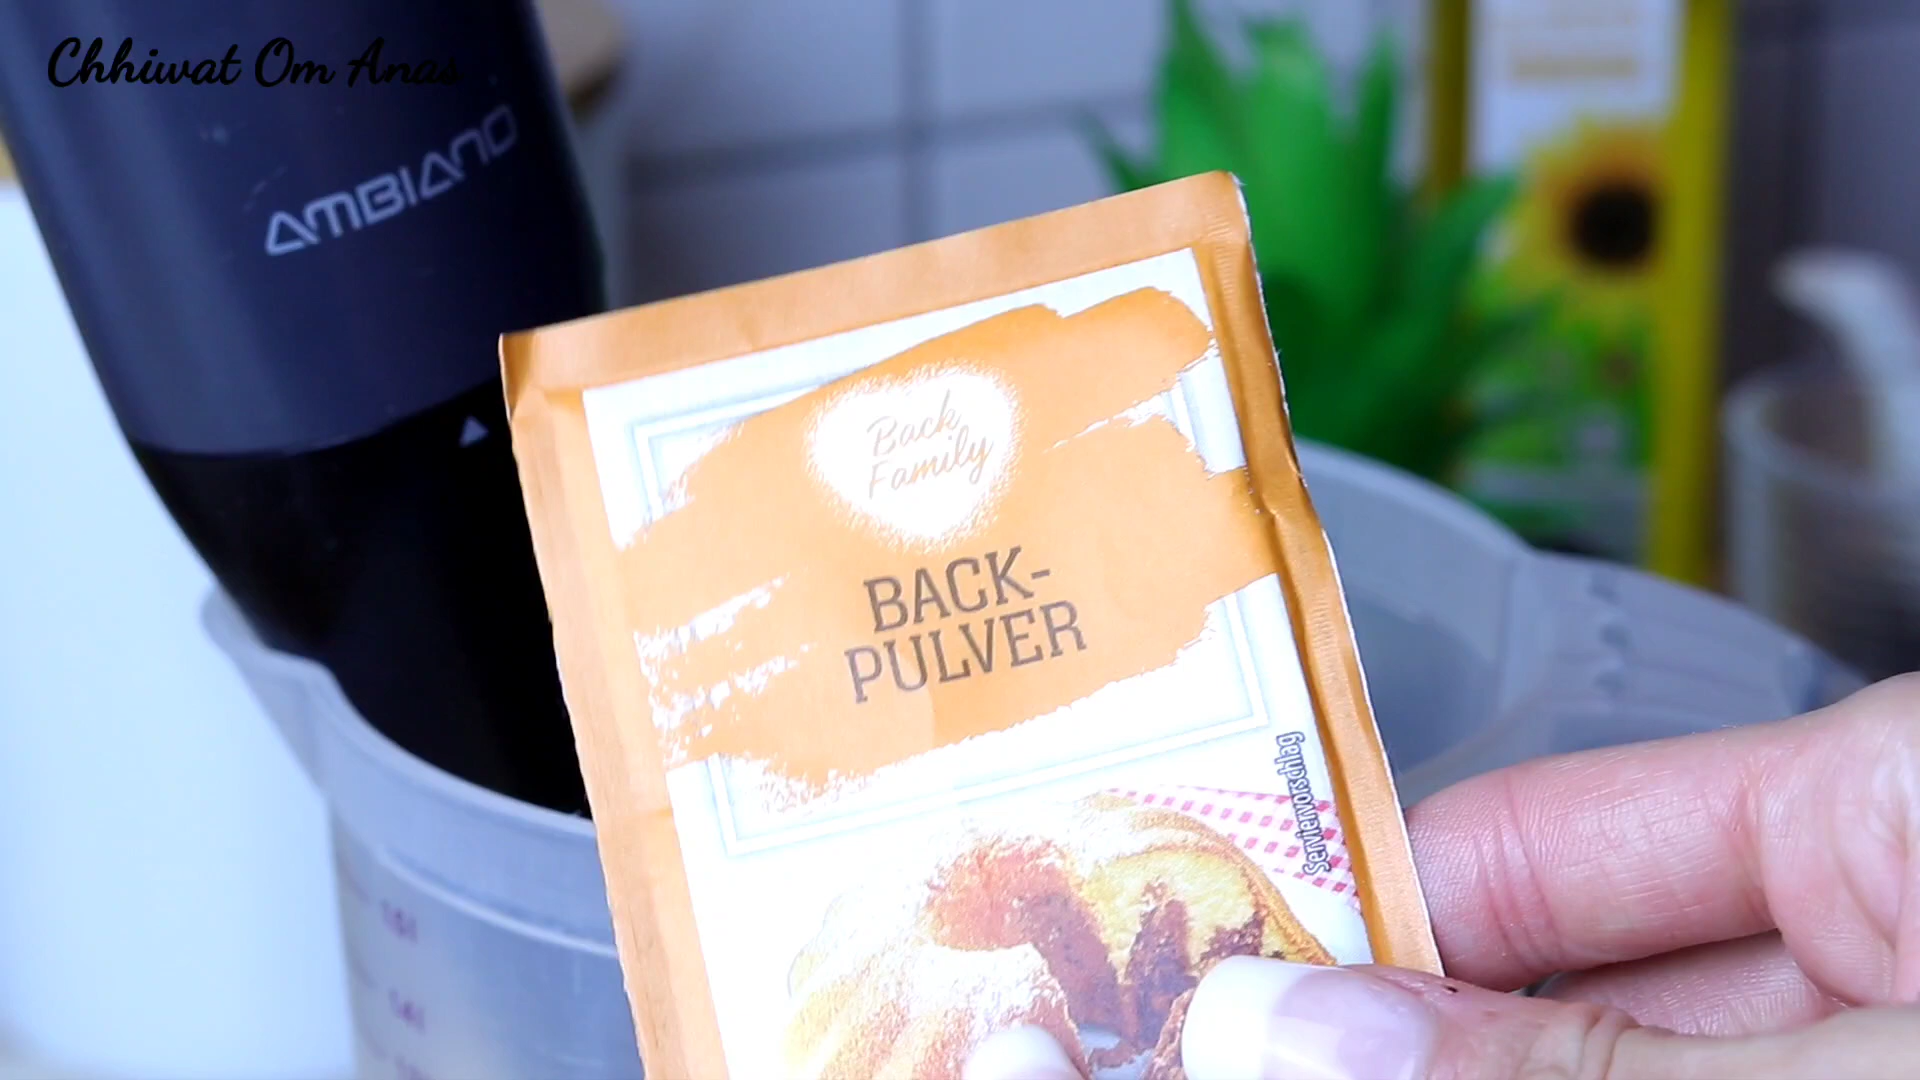 Chhiwat Om Anas
AMBIANO
Back
Family
BACK-
PULVER
Serviervorschlag